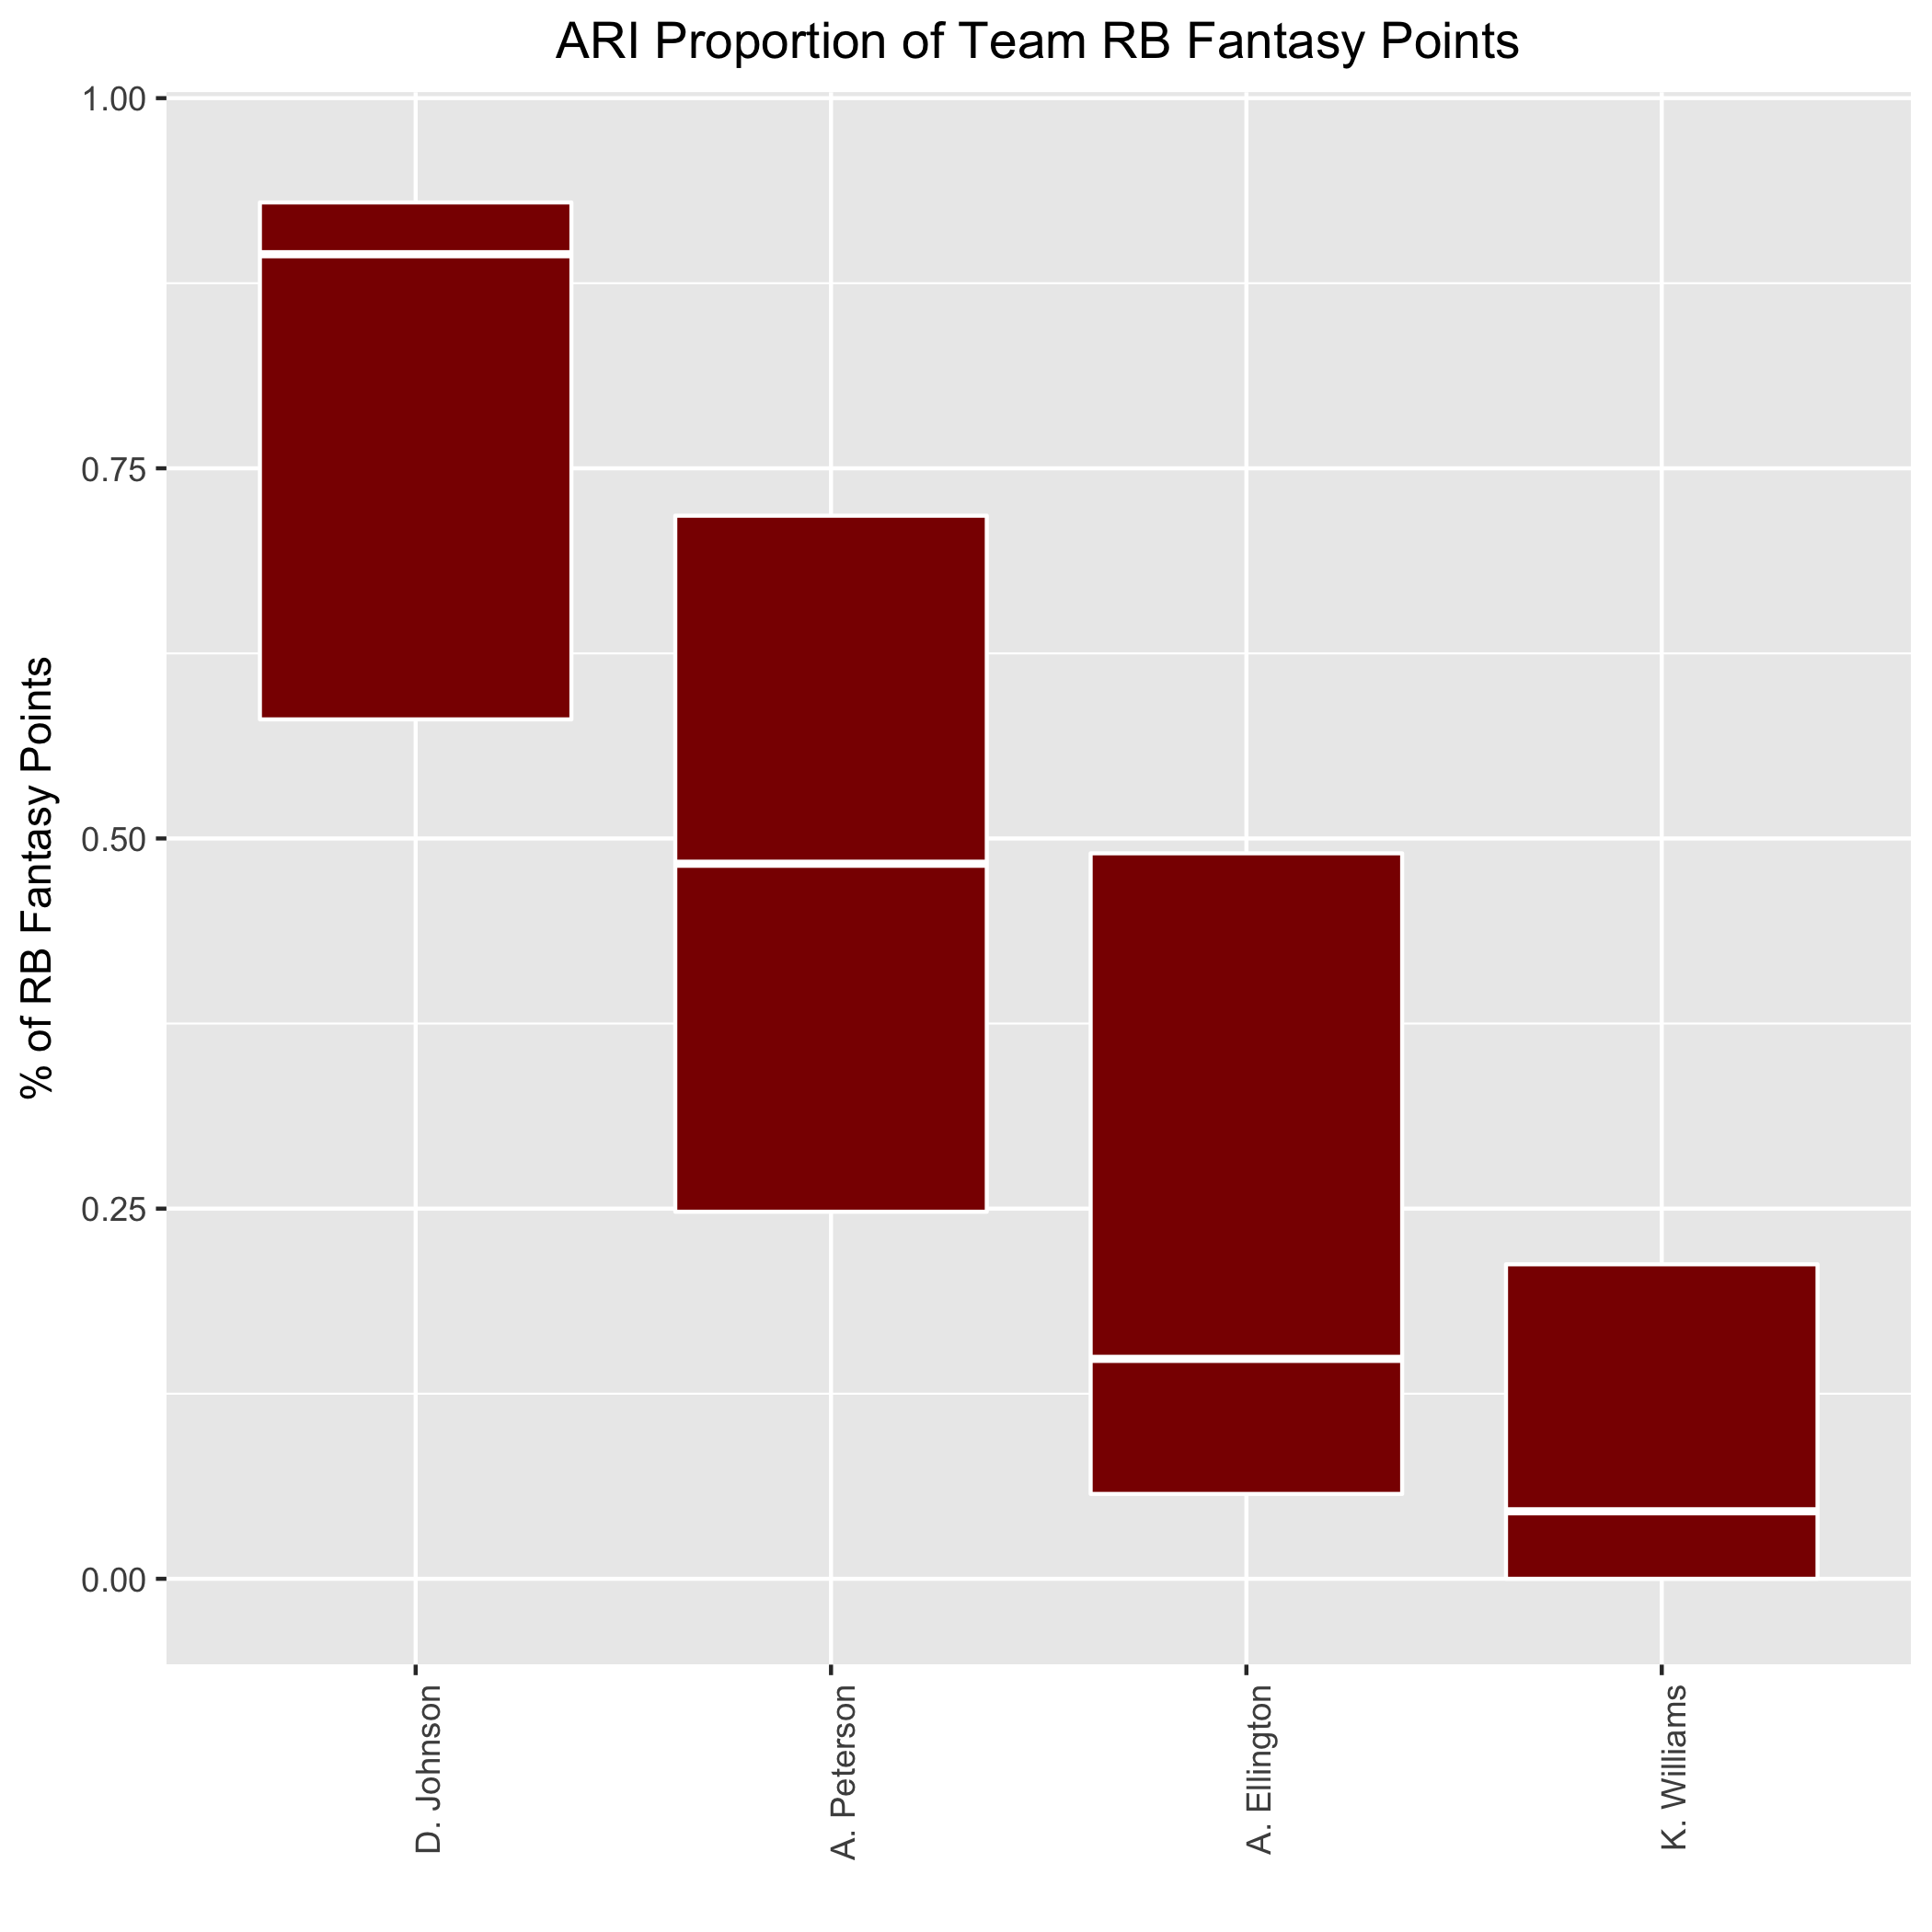 ARI Proportion of Team RB Fantasy Points
% of RB Fantasy Points
1.00
0.75
0.50
0.25
0.00
D. Johnson
A. Peterson
A. Ellington
K. Williams